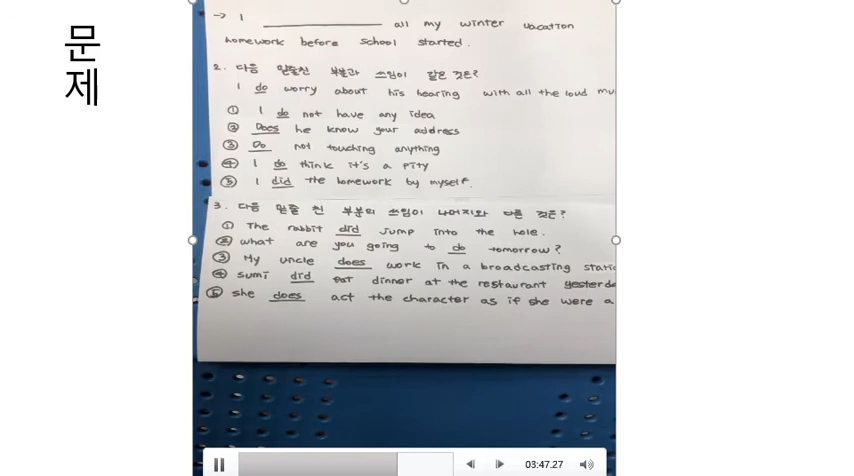 문
제
→ I ____________ all my winter vacation
homework before school started.
2. 다음 밑줄친 부분과 쓰임이 같은 것은?
I do worry about his hearing with all the loud mu
① I do not have any idea
② Does he know your address
③ Do not touching anything
④ I do think it's a pity
⑤ I did the homework by myself.
3. 다음 밑줄 친 부분의 쓰임이 나머지와 다른 것은?
① The rabbit did jump into the hole.
② what are you going to do tomorrow?
③ My uncle does work in a broadcasting static
④ sumi did eat dinner at the restaurant yesterda
⑤ she does act the character as if she were a
03:47.27